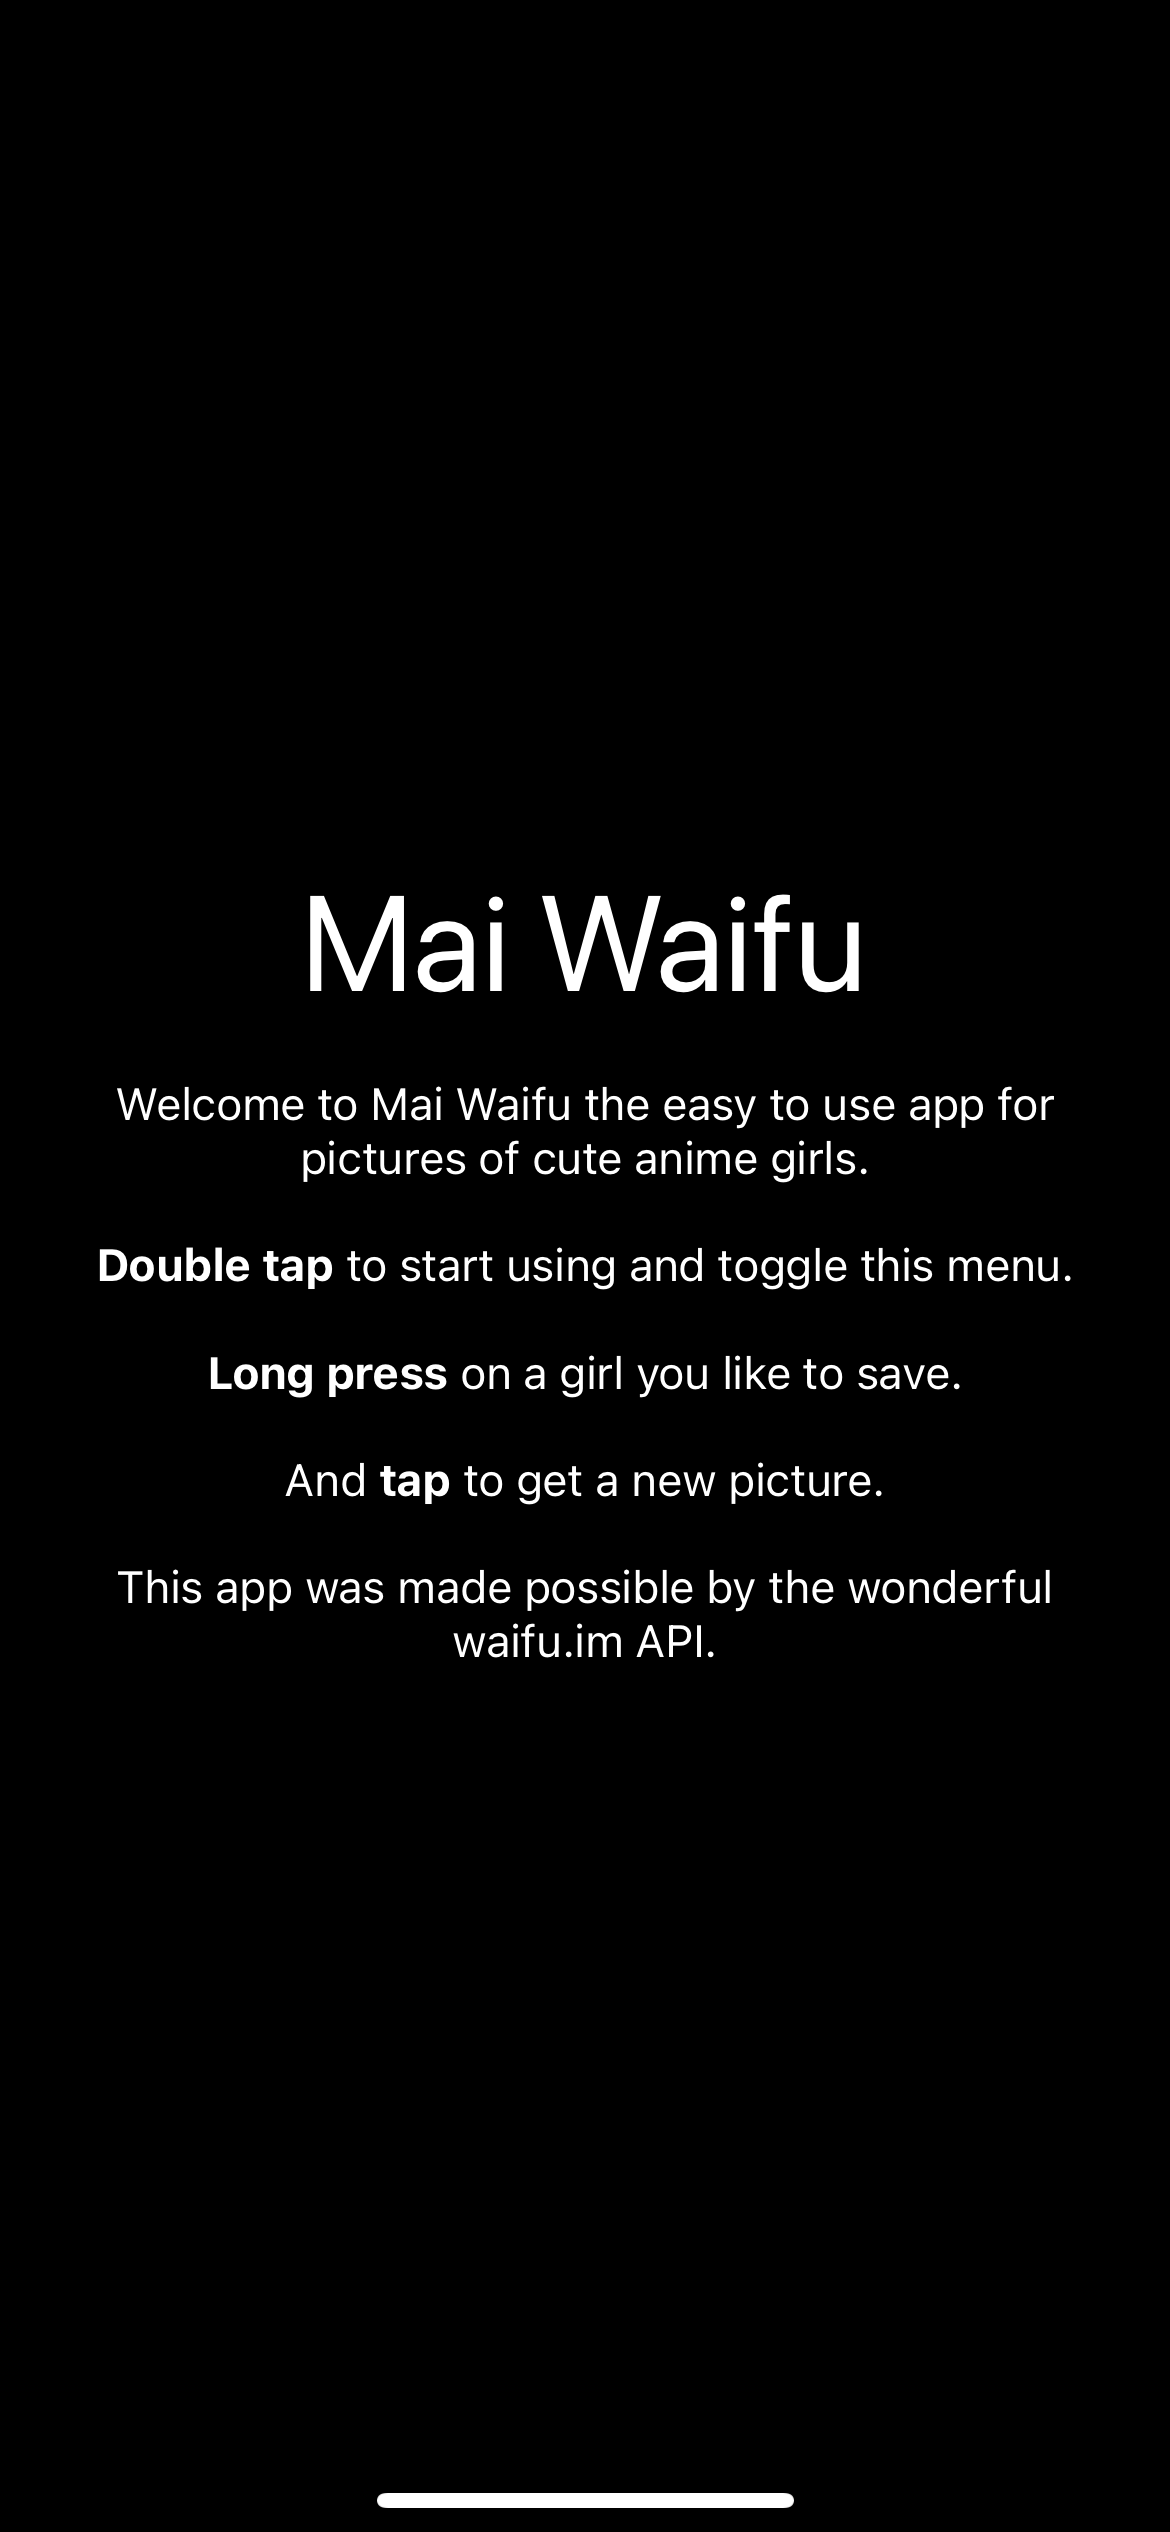 Mai Waifu
Welcome to Mai Waifu the easy to use app for
pictures of cute anime girls.
Double tap to start using and toggle this menu.
Long press on a girl you like to save.
And tap to get a new picture.
This app was made possible by the wonderful
waifu.im API.